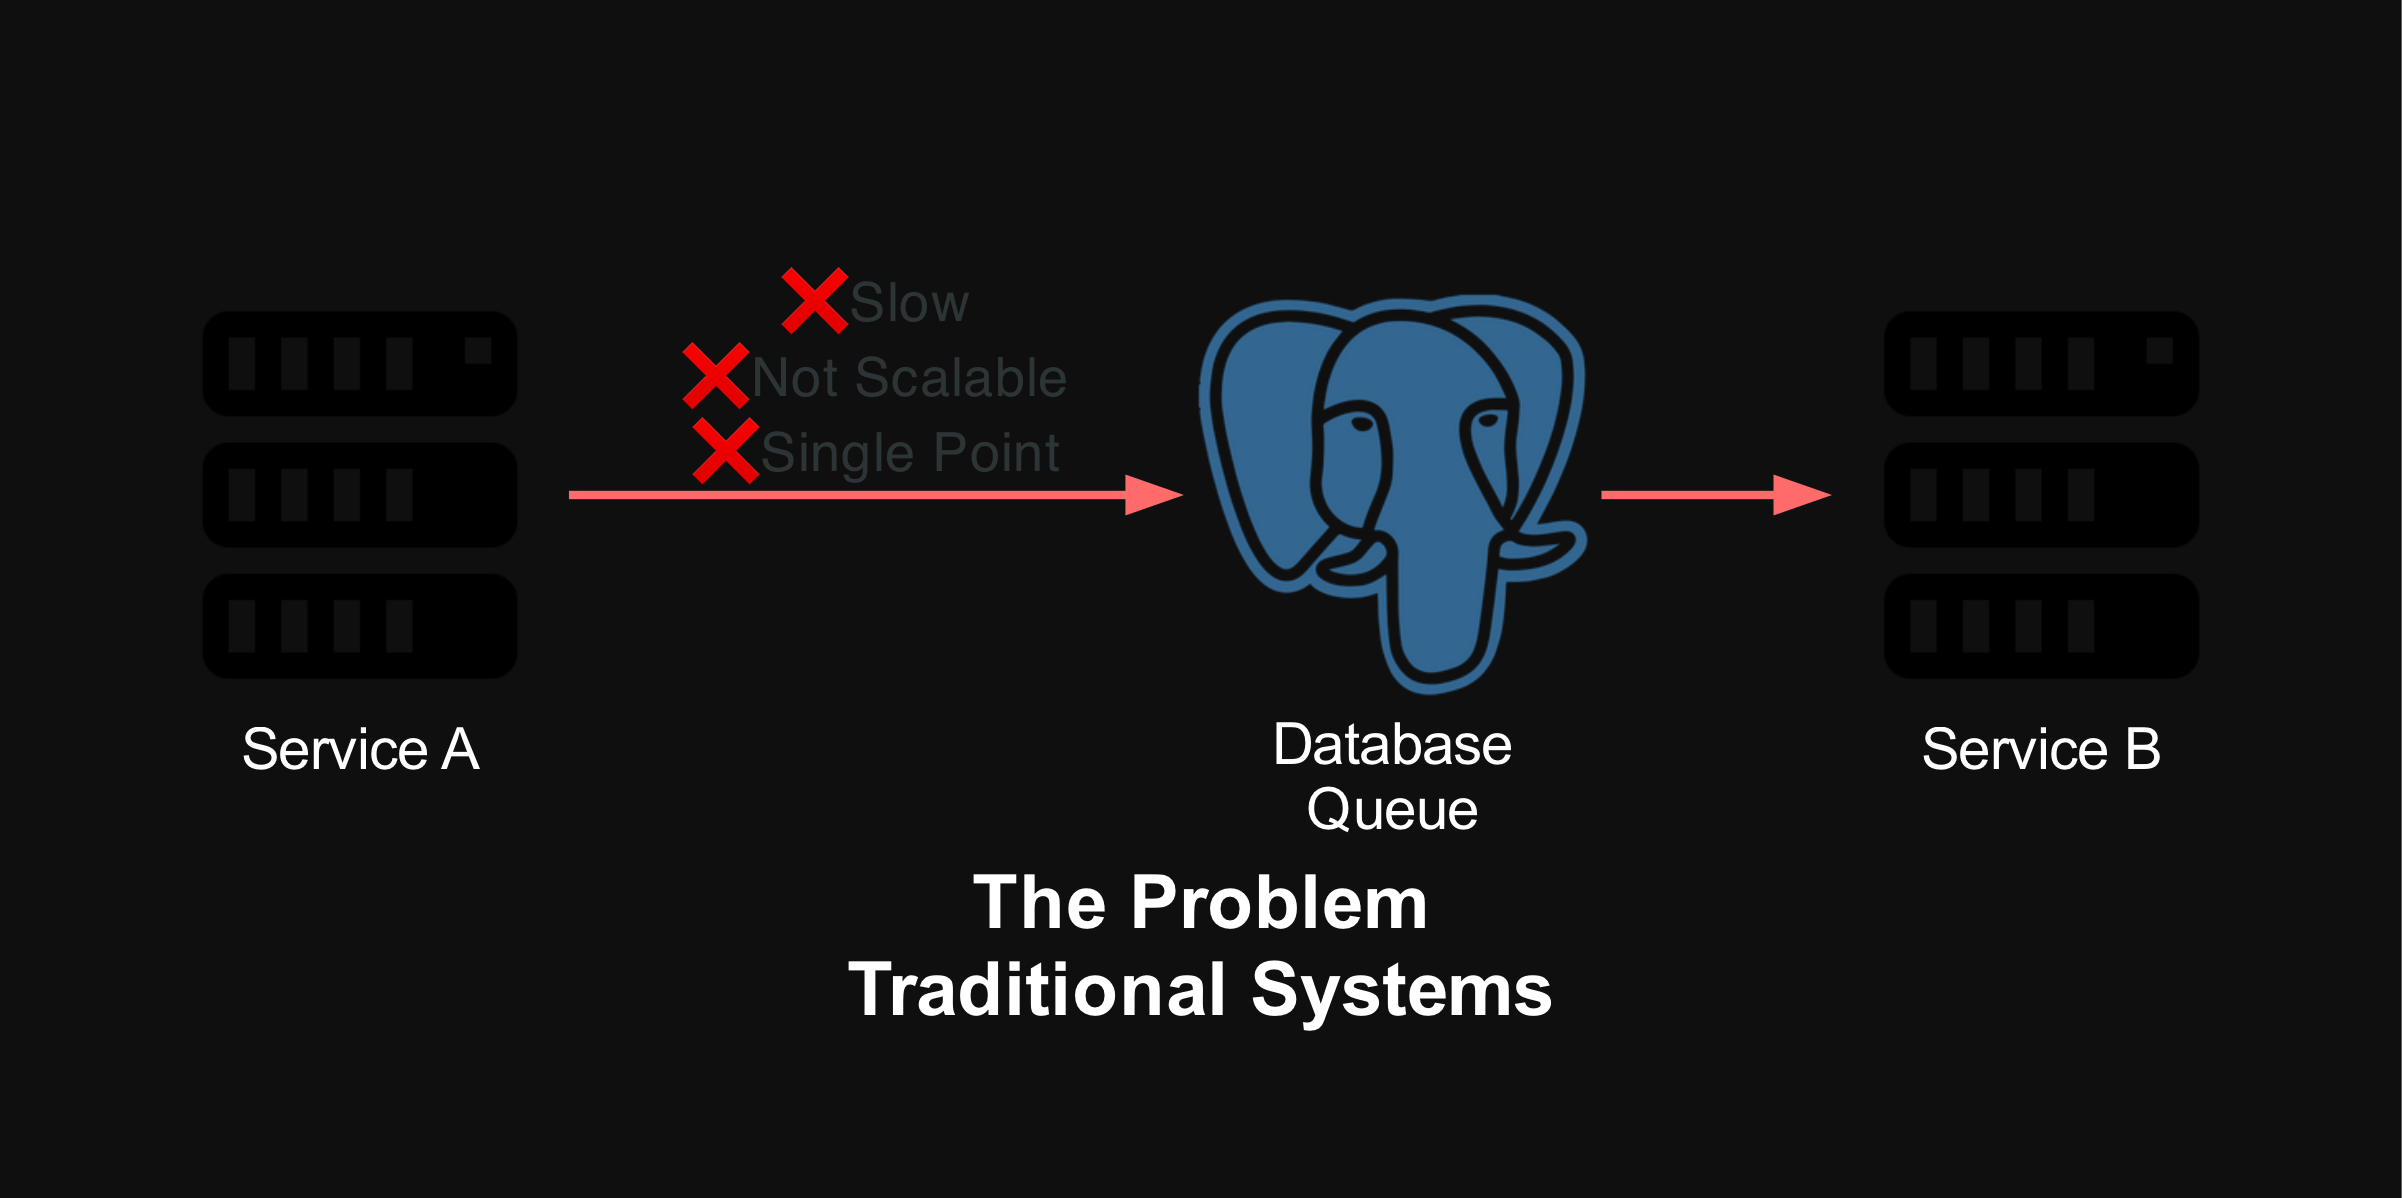 ❌Slow
❌Not Scalable
❌Single Point
Service A
Database
Queue
Service B
The Problem
Traditional Systems